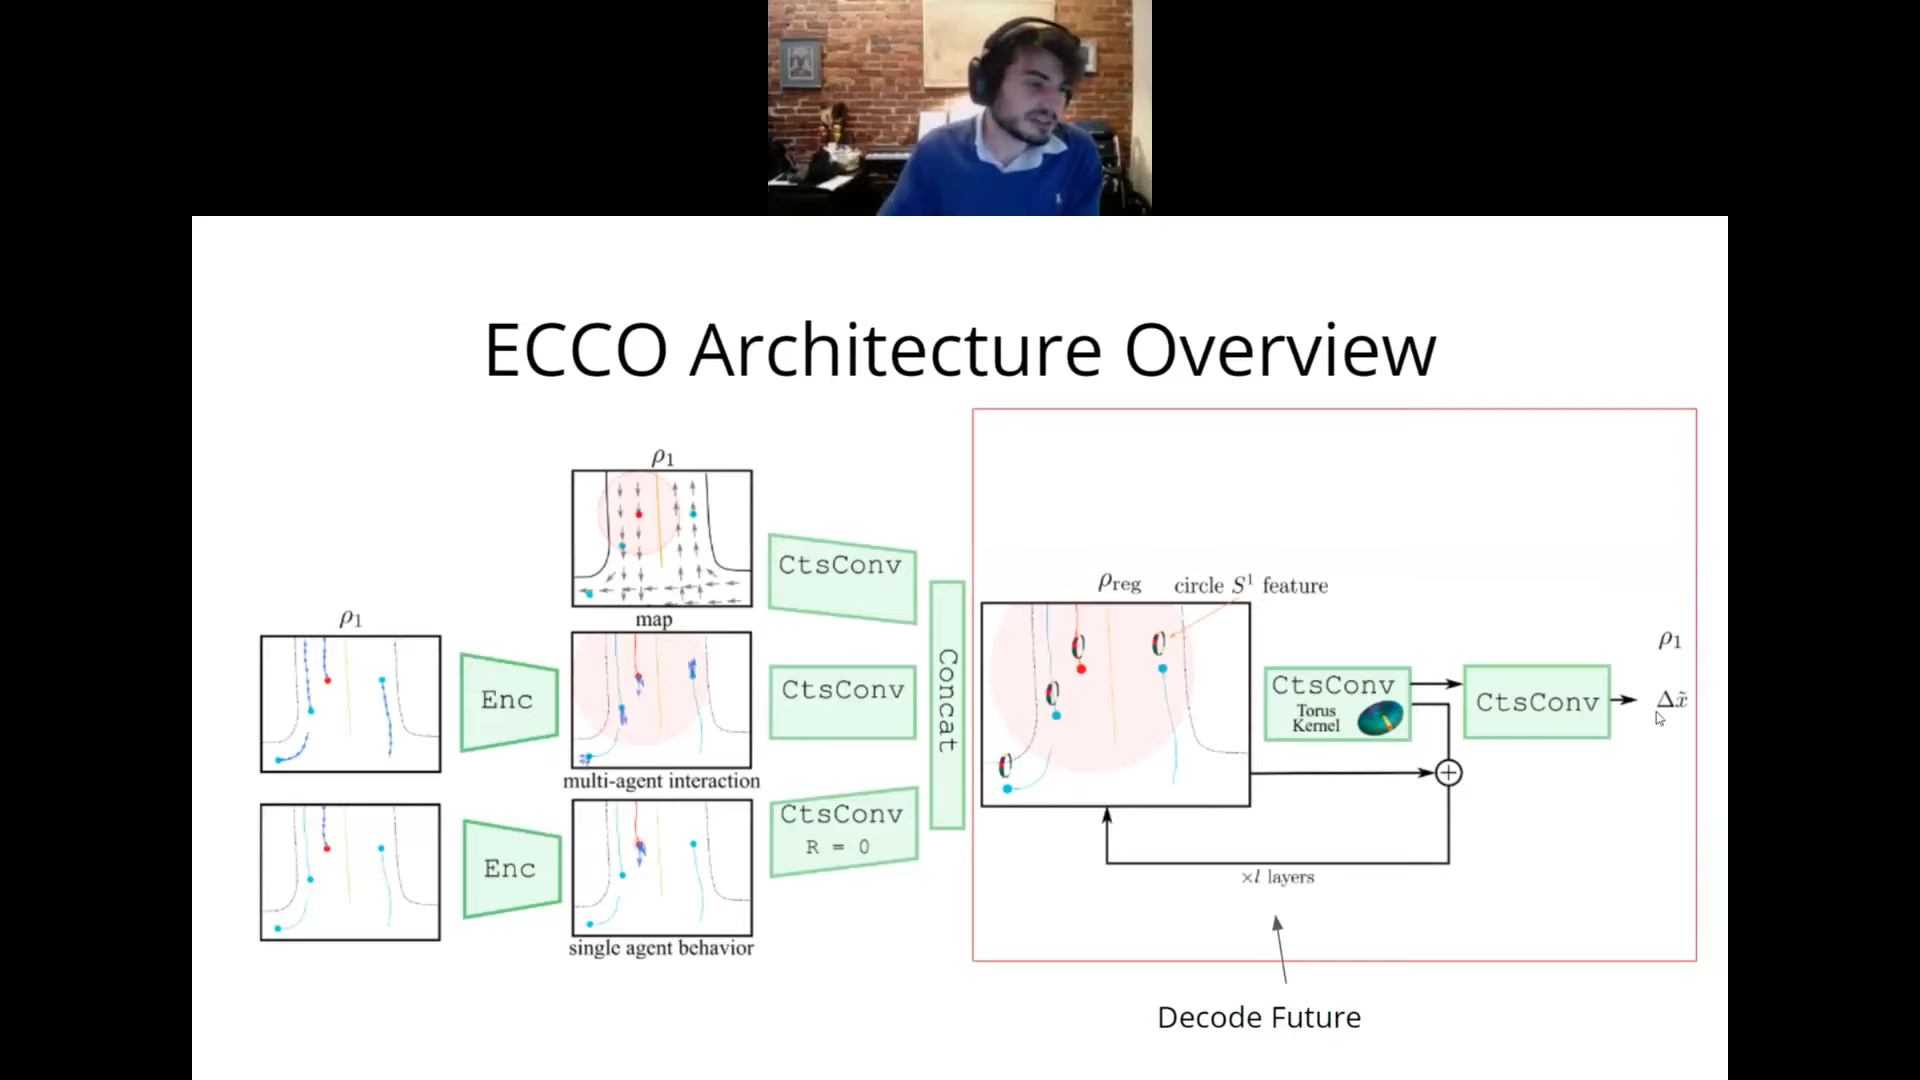 ECCO Architecture Overview
ρ₁
map
CtsConv
ρ₁
Enc
multi-agent interaction
CtsConv
Enc
single agent behavior
CtsConv
R = 0
Concat
ρreg
circle S¹ feature
CtsConv
Torus
Kernel
CtsConv
ρ₁
Δx̃
×l layers
Decode Future